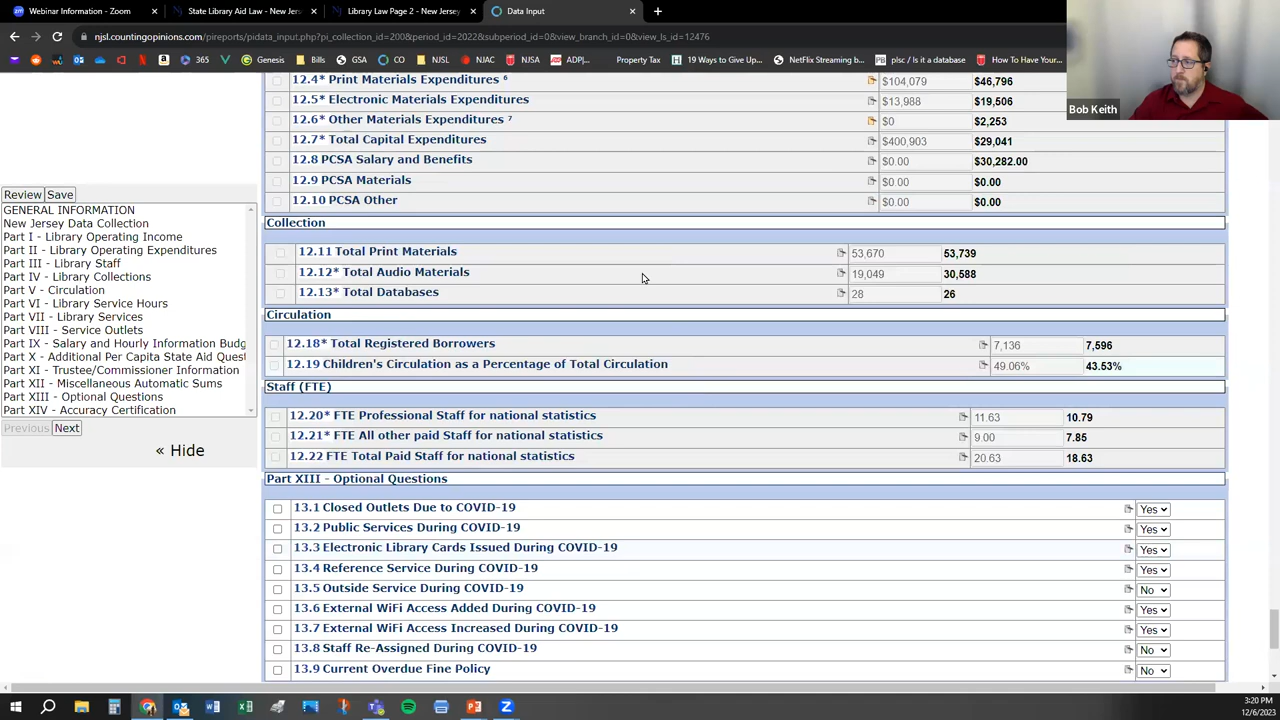 Webinar Information - Zoom
State Library Aid Law - New Jers
Library Law Page 2 - New Jersey
Data Input
njsl.countingopinions.com/pireports/pidata_input.php?pi_collection_id=200&period_id=2022&subperiod_id=0&view_branch_id=0&view_ls_id=12476
365
Genesis
Bills
GSA
CO
NJSL
NJAC
NJSA
ADP|...
Property Tax
19 Ways to Give Up...
NetFlix Streaming b...
plsc / It is a database
How To Have Your...
Bob Keith
12.4* Print Materials Expenditures ⁶ $104,079 $46,796
12.5* Electronic Materials Expenditures $13,988 $19,506
12.6* Other Materials Expenditures ⁷ $0 $2,253
12.7* Total Capital Expenditures $400,903 $29,041
12.8 PCSA Salary and Benefits $0.00 $30,282.00
12.9 PCSA Materials $0.00 $0.00
12.10 PCSA Other $0.00 $0.00
Collection
12.11 Total Print Materials 53,670 53,739
12.12* Total Audio Materials 19,049 30,588
12.13* Total Databases 28 26
Circulation
12.18* Total Registered Borrowers 7,136 7,596
12.19 Children's Circulation as a Percentage of Total Circulation 49.06% 43.53%
Staff (FTE)
12.20* FTE Professional Staff for national statistics 11.63 10.79
12.21* FTE All other paid Staff for national statistics 9.00 7.85
12.22 FTE Total Paid Staff for national statistics 20.63 18.63
Part XIII - Optional Questions
13.1 Closed Outlets Due to COVID-19 Yes
13.2 Public Services During COVID-19 Yes
13.3 Electronic Library Cards Issued During COVID-19 Yes
13.4 Reference Service During COVID-19 Yes
13.5 Outside Service During COVID-19 No
13.6 External WiFi Access Added During COVID-19 Yes
13.7 External WiFi Access Increased During COVID-19 Yes
13.8 Staff Re-Assigned During COVID-19 No
13.9 Current Overdue Fine Policy No
Review Save
GENERAL INFORMATION
New Jersey Data Collection
Part I - Library Operating Income
Part II - Library Operating Expenditures
Part III - Library Staff
Part IV - Library Collections
Part V - Circulation
Part VI - Library Service Hours
Part VII - Library Services
Part VIII - Service Outlets
Part IX - Salary and Hourly Information Budg
Part X - Additional Per Capita State Aid Quest
Part XI - Trustee/Commissioner Information
Part XII - Miscellaneous Automatic Sums
Part XIII - Optional Questions
Part XIV - Accuracy Certification
Previous Next
« Hide
3:20 PM
12/6/2023